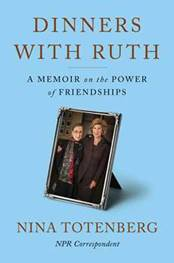 DINNERS
WITH RUTH
A MEMOIR on the POWER
of FRIENDSHIPS
NINA TOTENBERG
NPR Correspondent